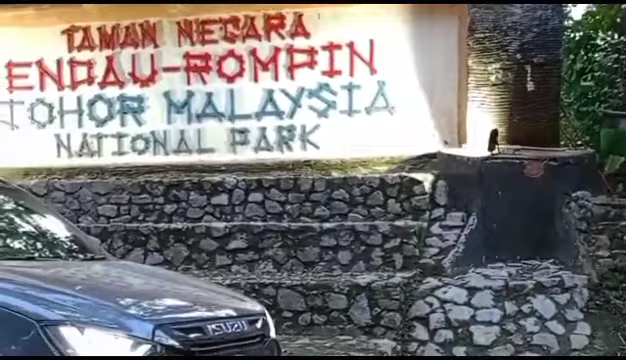 TAMAN NEGARA
ENDAU-ROMPIN
JOHOR MALAYSIA
NATIONAL PARK
ISUZU